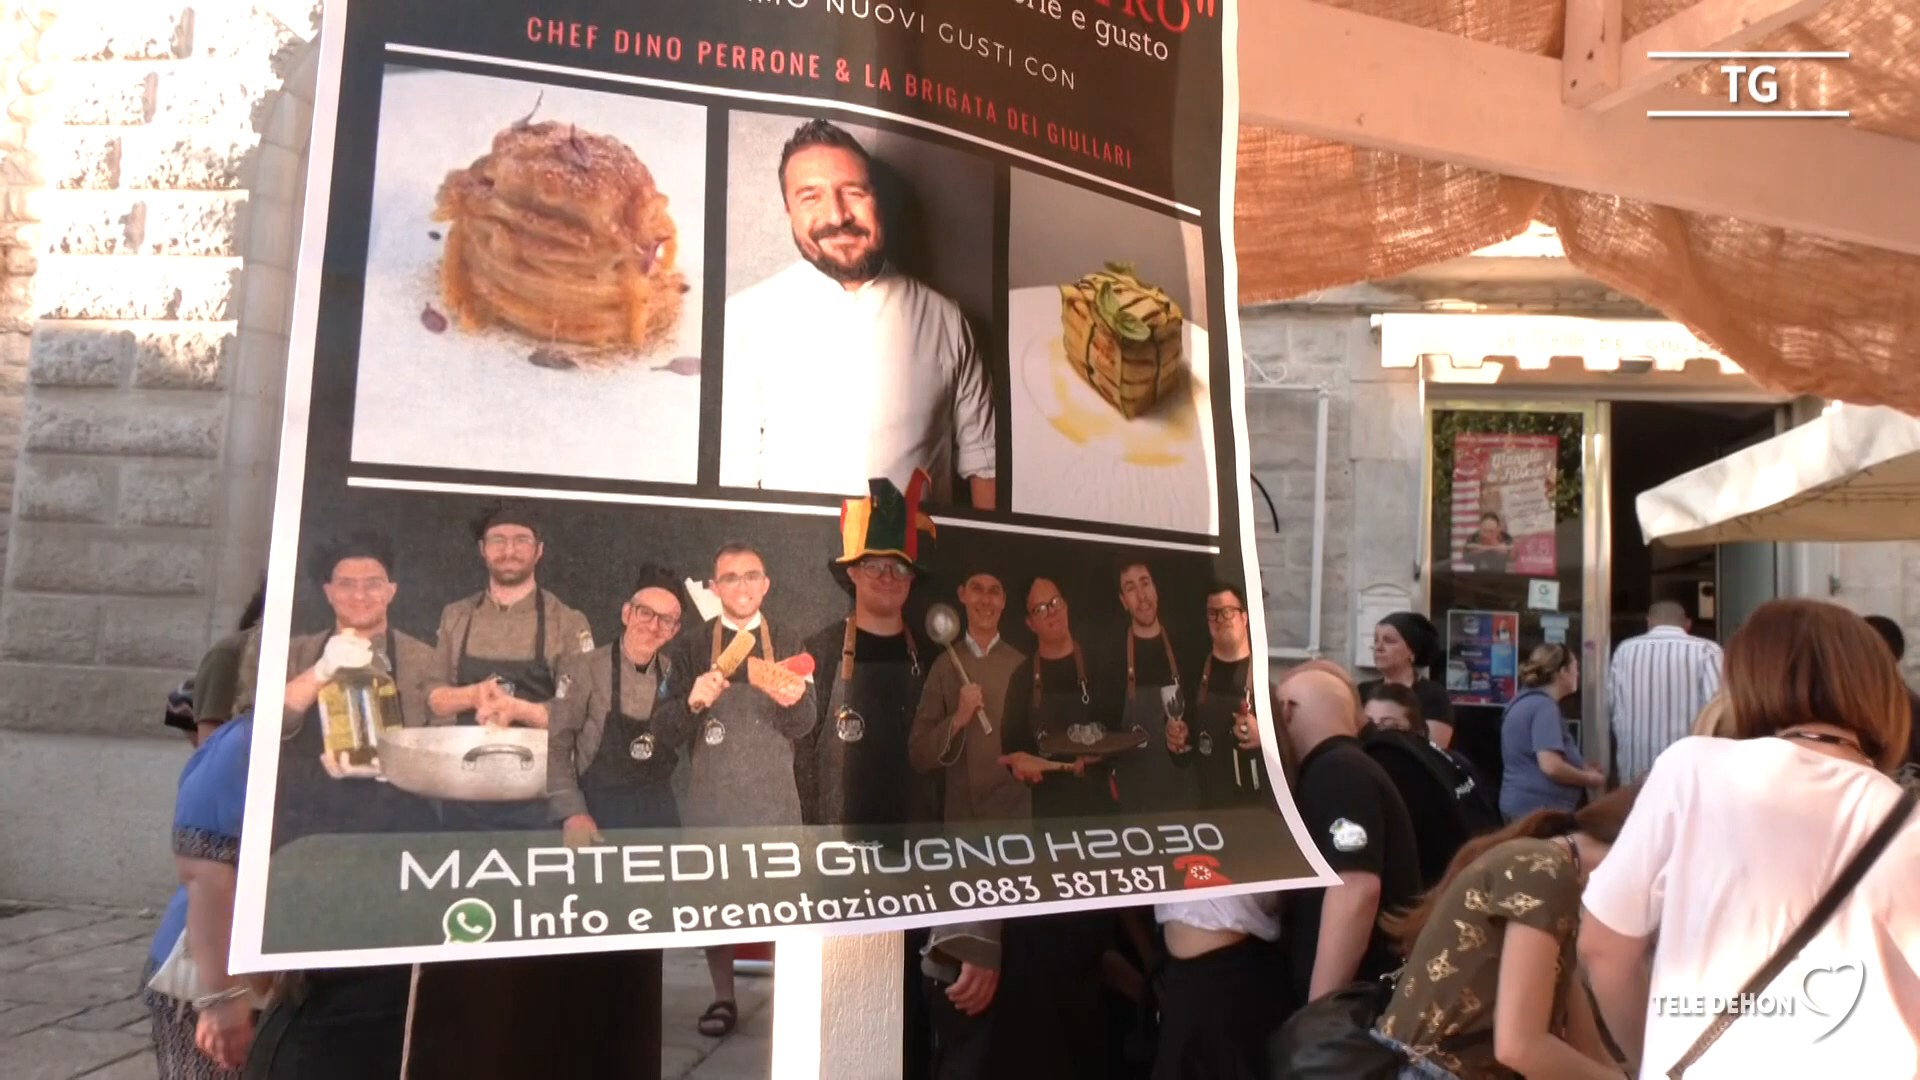 TRO"
NUOVI GUSTI CON
e gusto
CHEF DINO PERRONE & LA BRIGATA DEI GIULLARI
MARTEDI 13 GIUGNO H20.30
Info e prenotazioni 0883 587387
TG
TELE DEHON